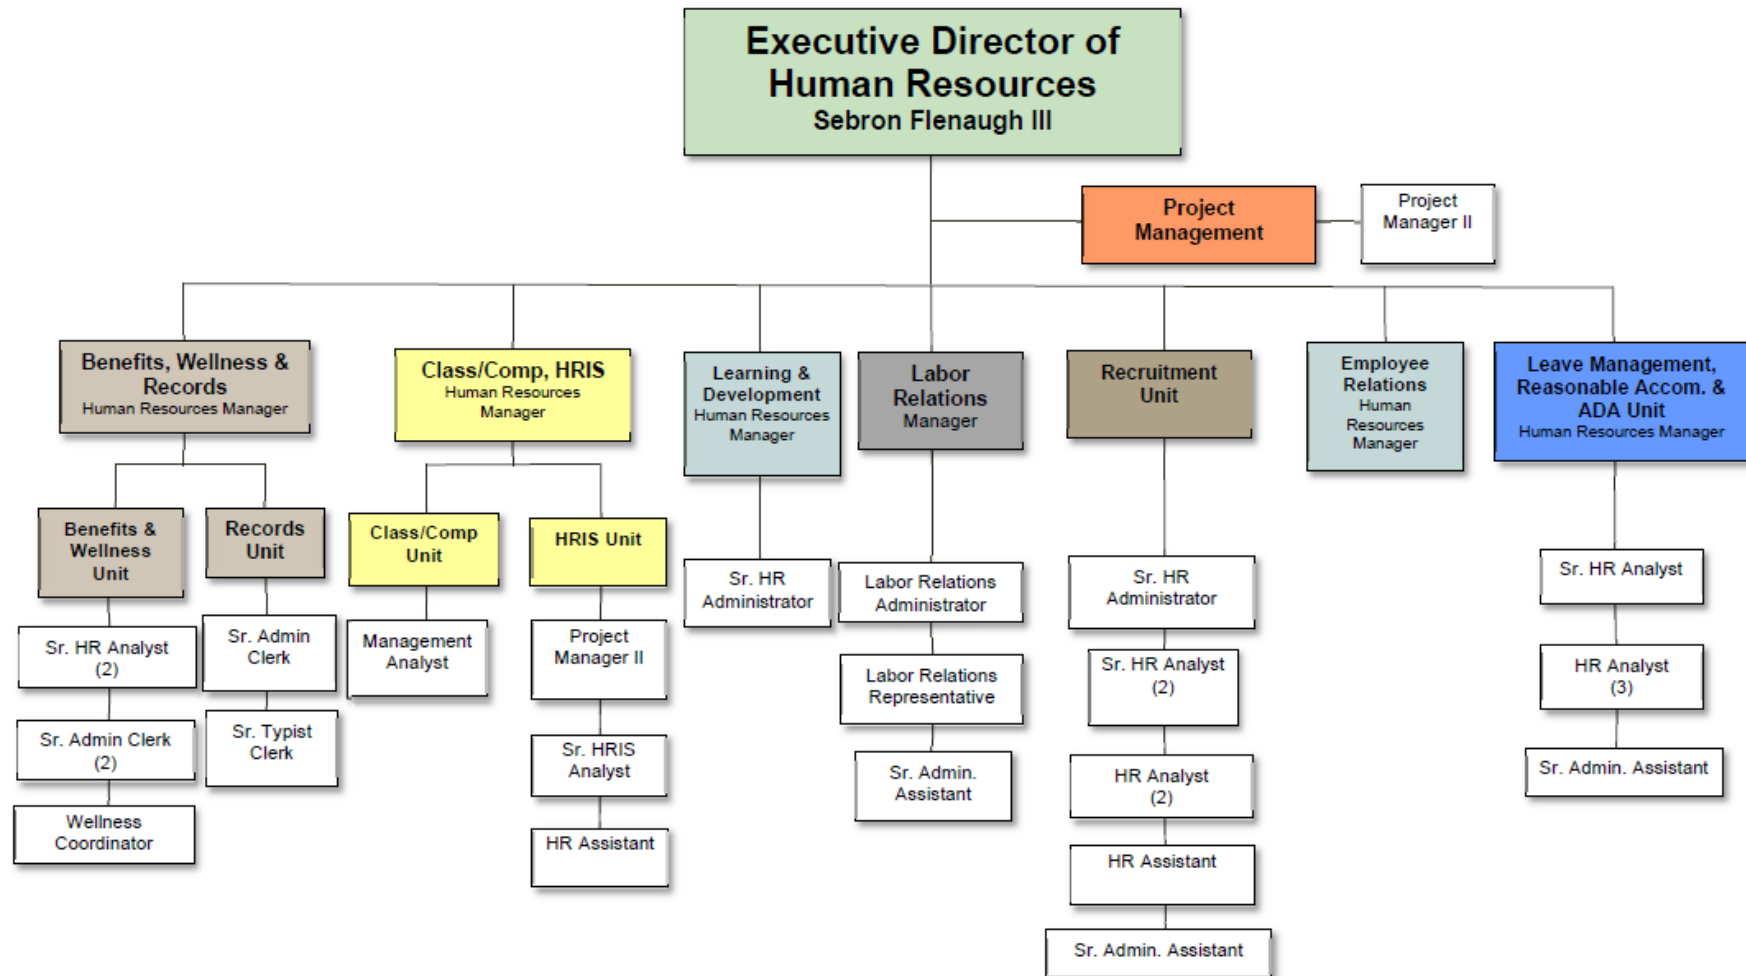 Executive Director of
Human Resources
Sebron Flenaugh III
Project
Management
Project
Manager II
Benefits, Wellness &
Records
Human Resources Manager
Class/Comp, HRIS
Human Resources
Manager
Learning &
Development
Human Resources
Manager
Labor
Relations
Manager
Recruitment
Unit
Employee
Relations
Human
Resources
Manager
Leave Management,
Reasonable Accom. &
ADA Unit
Human Resources Manager
Benefits &
Wellness
Unit
Sr. HR Analyst
(2)
Sr. Admin Clerk
(2)
Wellness
Coordinator
Records
Unit
Sr. Admin
Clerk
Sr. Typist
Clerk
Class/Comp
Unit
Management
Analyst
HRIS Unit
Project
Manager II
Sr. HRIS
Analyst
HR Assistant
Sr. HR
Administrator
Labor Relations
Administrator
Labor Relations
Representative
Sr. Admin.
Assistant
Sr. HR
Administrator
Sr. HR Analyst
(2)
HR Analyst
(2)
HR Assistant
Sr. Admin. Assistant
Sr. HR Analyst
HR Analyst
(3)
Sr. Admin. Assistant